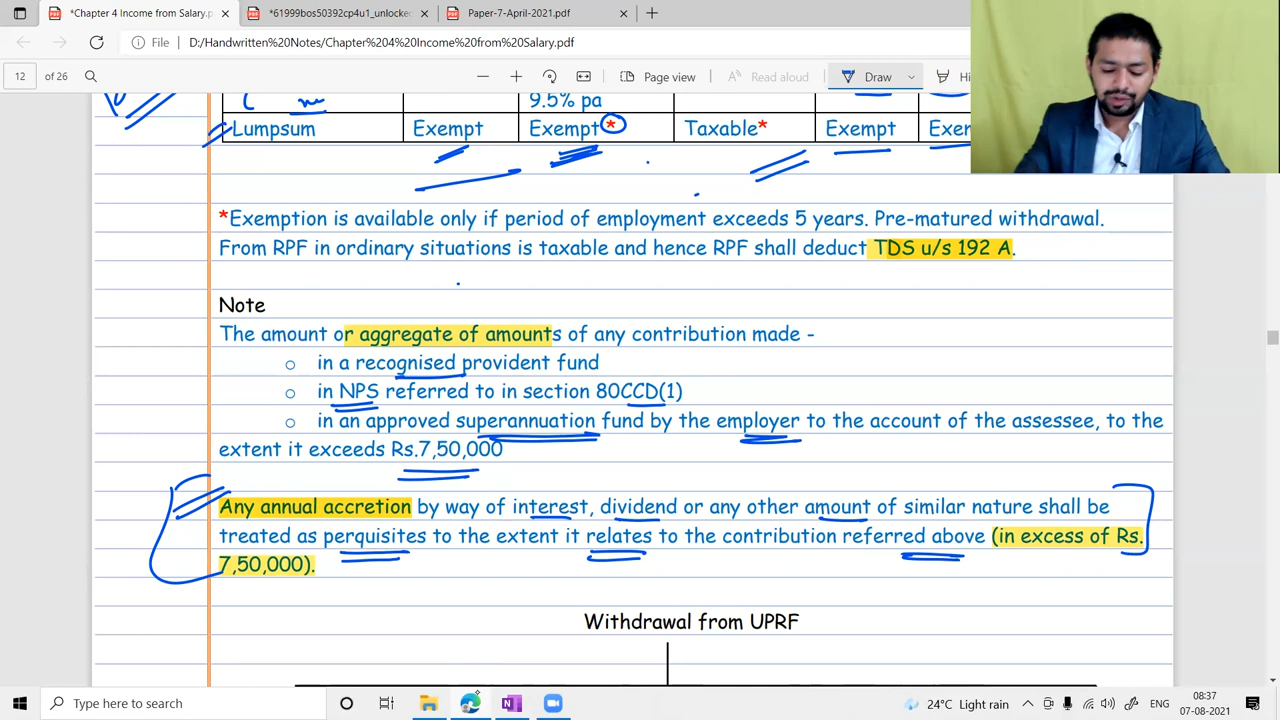 *Chapter 4 Income from Salary.p
*61999bos50392cp4u1_unlocked
Paper-7-April-2021.pdf
File
D:/Handwritten%20Notes/Chapter%204%20Income%20from%20Salary.pdf
12 of 26
Page view
Read aloud
Draw
9.5% pa
Lumpsum Exempt Exempt* Taxable* Exempt
*Exemption is available only if period of employment exceeds 5 years. Pre-matured withdrawal.
From RPF in ordinary situations is taxable and hence RPF shall deduct TDS u/s 192 A.
Note
The amount or aggregate of amounts of any contribution made -
o in a recognised provident fund
o in NPS referred to in section 80CCD(1)
o in an approved superannuation fund by the employer to the account of the assessee, to the
extent it exceeds Rs.7,50,000
Any annual accretion by way of interest, dividend or any other amount of similar nature shall be
treated as perquisites to the extent it relates to the contribution referred above (in excess of Rs.
7,50,000).
Withdrawal from UPRF
Type here to search
24°C Light rain
ENG
08:37
07-08-2021